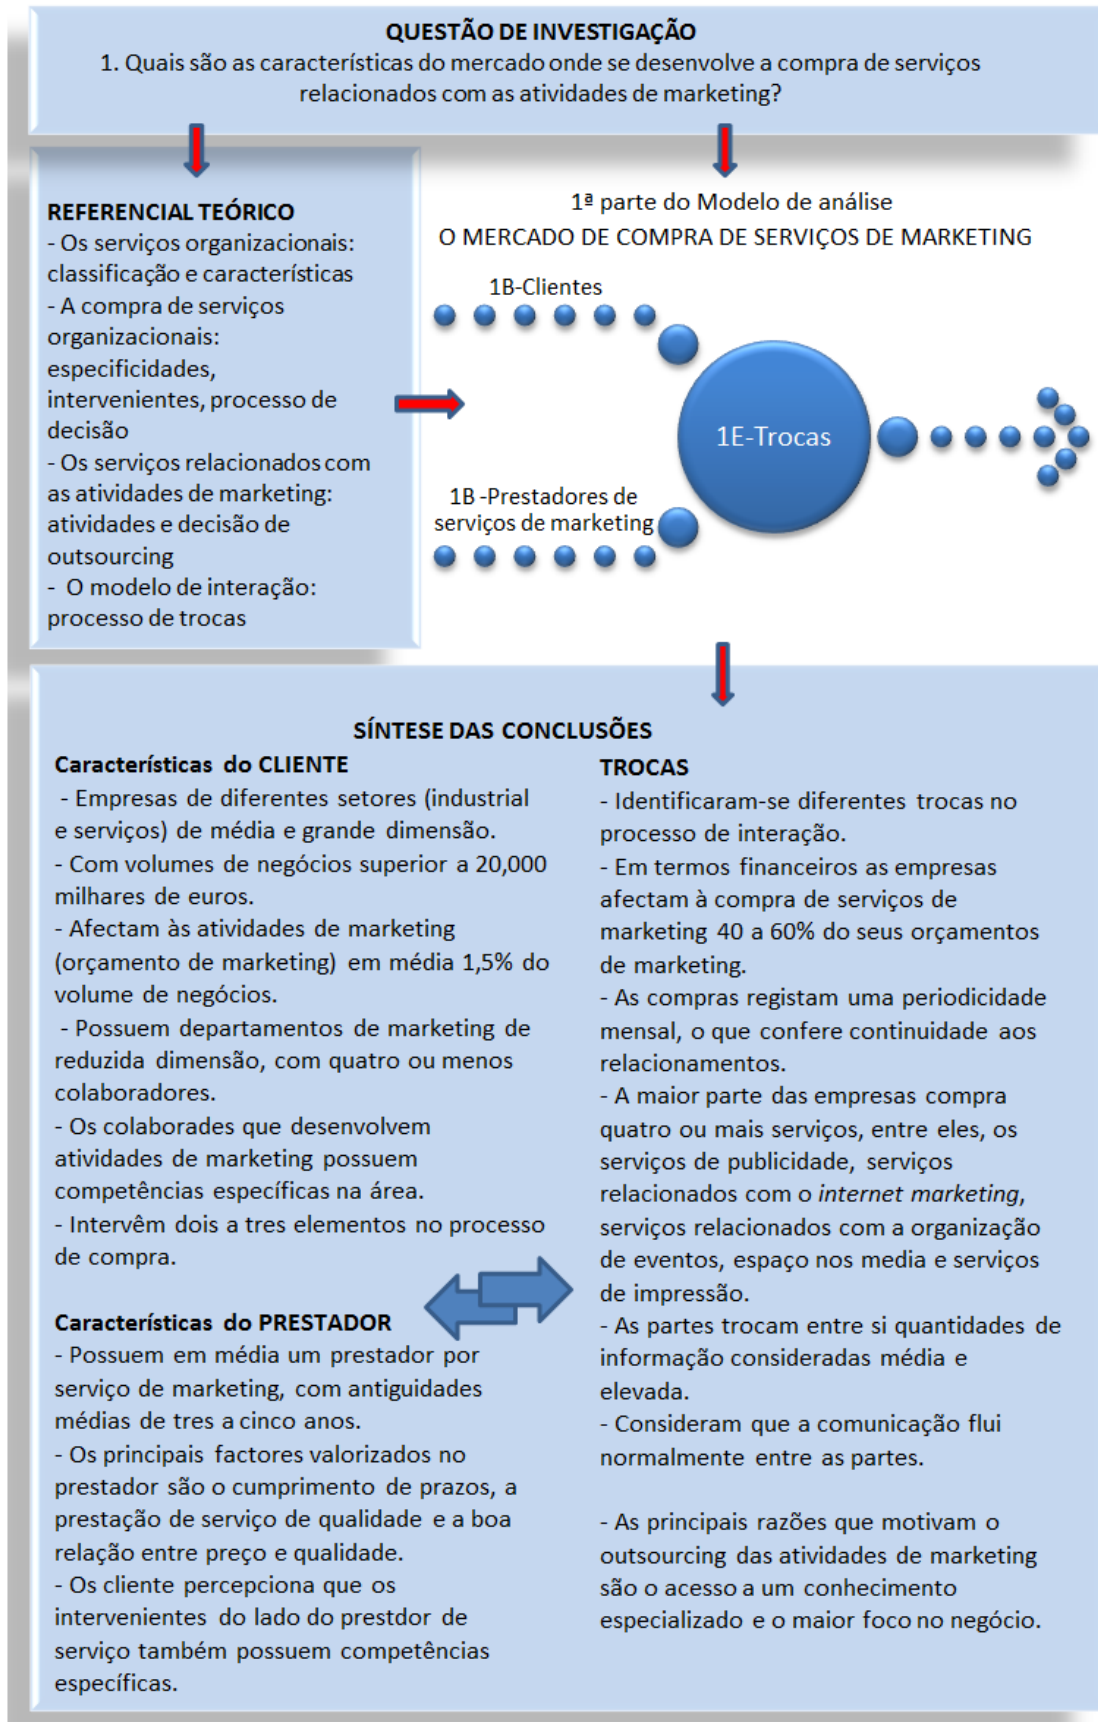 QUESTÃO DE INVESTIGAÇÃO
1. Quais são as características do mercado onde se desenvolve a compra de serviços
relacionados com as atividades de marketing?
REFERENCIAL TEÓRICO
- Os serviços organizacionais:
classificação e características
- A compra de serviços
organizacionais:
especificidades,
intervenientes, processo de
decisão
- Os serviços relacionados com
as atividades de marketing:
atividades e decisão de
outsourcing
- O modelo de interação:
processo de trocas
1ª parte do Modelo de análise
O MERCADO DE COMPRA DE SERVIÇOS DE MARKETING
1B-Clientes
1E-Trocas
1B -Prestadores de
serviços de marketing
SÍNTESE DAS CONCLUSÕES
Características do CLIENTE
- Empresas de diferentes setores (industrial
e serviços) de média e grande dimensão.
- Com volumes de negócios superior a 20,000
milhares de euros.
- Afectam às atividades de marketing
(orçamento de marketing) em média 1,5% do
volume de negócios.
- Possuem departamentos de marketing de
reduzida dimensão, com quatro ou menos
colaboradores.
- Os colaborades que desenvolvem
atividades de marketing possuem
competências específicas na área.
- Intervêm dois a tres elementos no processo
de compra.
Características do PRESTADOR
- Possuem em média um prestador por
serviço de marketing, com antiguidades
médias de tres a cinco anos.
- Os principais factores valorizados no
prestador são o cumprimento de prazos, a
prestação de serviço de qualidade e a boa
relação entre preço e qualidade.
- Os cliente percepciona que os
intervenientes do lado do prestdor de
serviço também possuem competências
específicas.
TROCAS
- Identificaram-se diferentes trocas no
processo de interação.
- Em termos financeiros as empresas
afectam à compra de serviços de
marketing 40 a 60% do seus orçamentos
de marketing.
- As compras registam uma periodicidade
mensal, o que confere continuidade aos
relacionamentos.
- A maior parte das empresas compra
quatro ou mais serviços, entre eles, os
serviços de publicidade, serviços
relacionados com o internet marketing,
serviços relacionados com a organização
de eventos, espaço nos media e serviços
de impressão.
- As partes trocam entre si quantidades de
informação consideradas média e
elevada.
- Consideram que a comunicação flui
normalmente entre as partes.
- As principais razões que motivam o
outsourcing das atividades de marketing
são o acesso a um conhecimento
especializado e o maior foco no negócio.